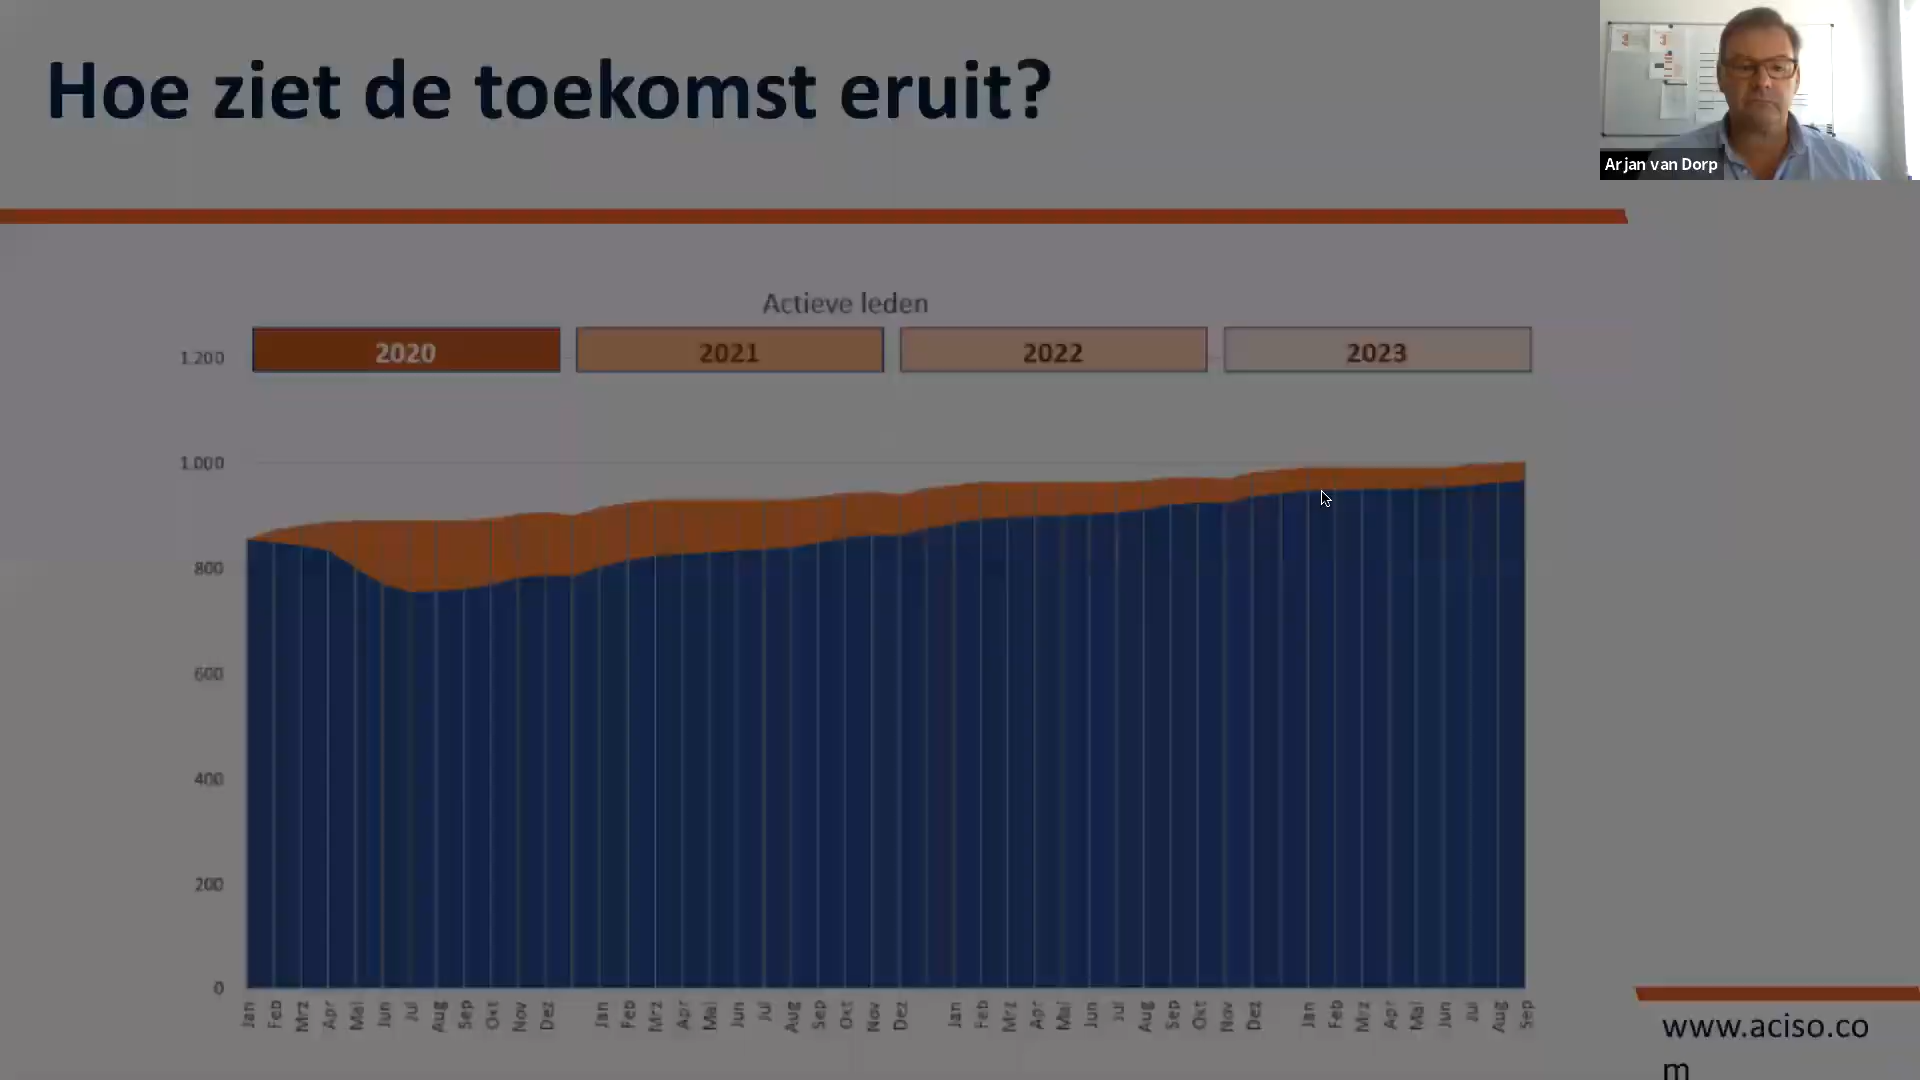 Hoe ziet de toekomst eruit?
Arjan van Dorp
Actieve leden
2020 2021 2022 2023
1.200
1.000
800
600
400
200
0
Jan Feb Mrz Apr Mai Jun Jul Aug Sep Okt Nov Dez Jan Feb Mrz Apr Mai Jun Jul Aug Sep Okt Nov Dez Jan Feb Mrz Apr Mai Jun Jul Aug Sep Okt Nov Dez Jan Feb Mrz Apr Mai Jun Jul Aug Sep
www.aciso.co
m